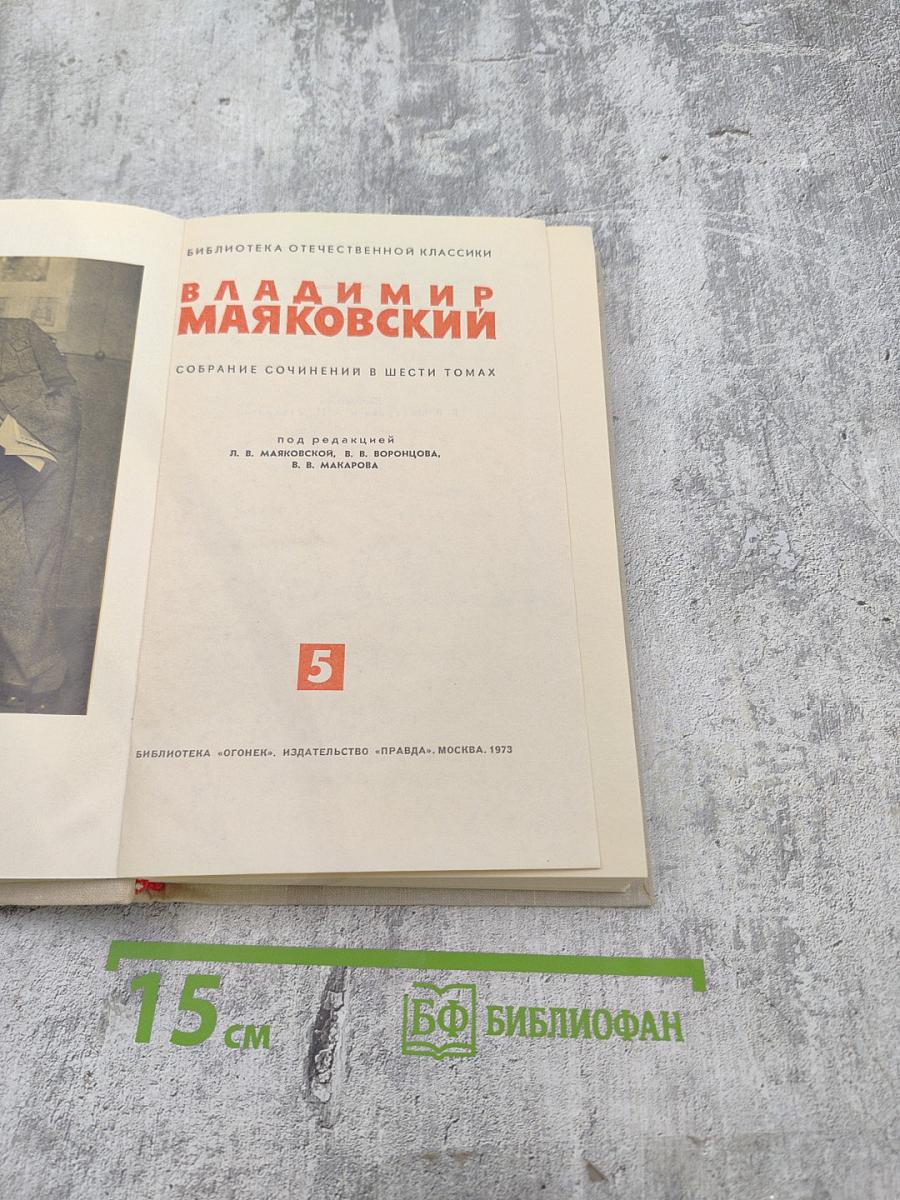 БИБЛИОТЕКА ОТЕЧЕСТВЕННОЙ КЛАССИКИ
ВЛАДИМИР
МАЯКОВСКИЙ
СОБРАНИЕ СОЧИНЕНИЙ В ШЕСТИ ТОМАХ
под редакцией
Л. В. МАЯКОВСКОЙ, В. В. ВОРОНЦОВА,
В. В. МАКАРОВА
5
БИБЛИОТЕКА «ОГОНЕК». ИЗДАТЕЛЬСТВО «ПРАВДА». МОСКВА. 1973
15 см
БФ БИБЛИОФАН